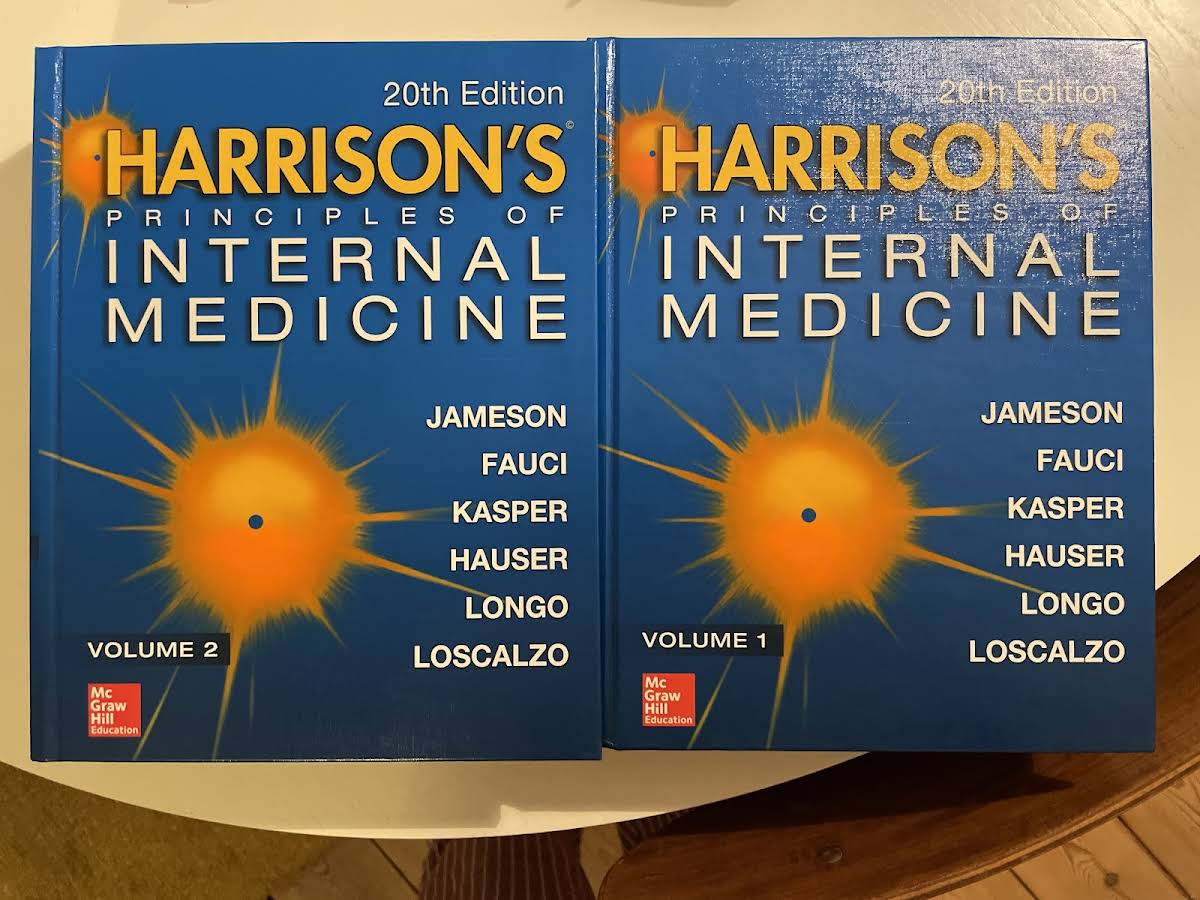 20th Edition
HARRISON'S©
PRINCIPLES OF
INTERNAL
MEDICINE
JAMESON
FAUCI
KASPER
HAUSER
LONGO
LOSCALZO
VOLUME 2
Mc
Graw
Hill
Education
20th Edition
HARRISON'S
PRINCIPLES OF
INTERNAL
MEDICINE
JAMESON
FAUCI
KASPER
HAUSER
LONGO
LOSCALZO
VOLUME 1
Mc
Graw
Hill
Education